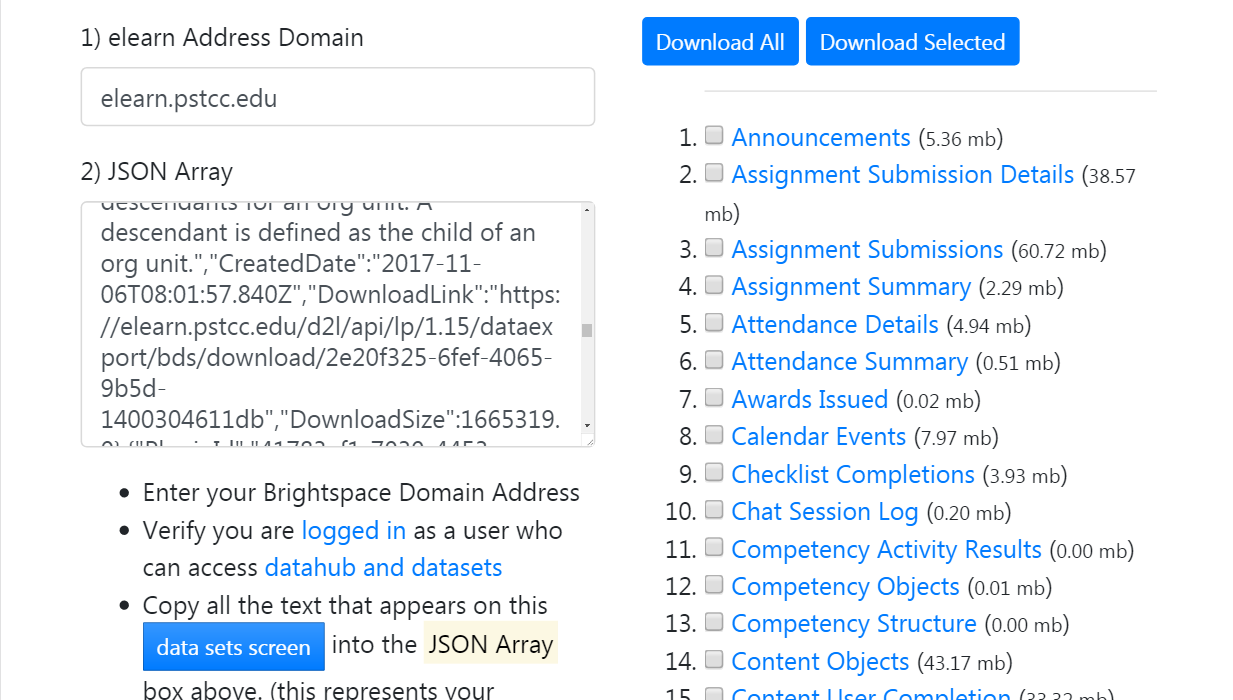 1) elearn Address Domain
elearn.pstcc.edu
2) JSON Array
descendants for an org unit. A
descendant is defined as the child of an
org unit.","CreatedDate":"2017-11-
06T08:01:57.840Z","DownloadLink":"https:
//elearn.pstcc.edu/d2l/api/lp/1.15/dataex
port/bds/download/2e20f325-6fef-4065-
9b5d-
1400304611db","DownloadSize":1665319.
Enter your Brightspace Domain Address
Verify you are logged in as a user who
can access datahub and datasets
Copy all the text that appears on this
data sets screen into the JSON Array
box above. (this represents your
Download All Download Selected
1. Announcements (5.36 mb)
2. Assignment Submission Details (38.57
mb)
3. Assignment Submissions (60.72 mb)
4. Assignment Summary (2.29 mb)
5. Attendance Details (4.94 mb)
6. Attendance Summary (0.51 mb)
7. Awards Issued (0.02 mb)
8. Calendar Events (7.97 mb)
9. Checklist Completions (3.93 mb)
10. Chat Session Log (0.20 mb)
11. Competency Activity Results (0.00 mb)
12. Competency Objects (0.01 mb)
13. Competency Structure (0.00 mb)
14. Content Objects (43.17 mb)
15. Content User Completion (33.32 mb)